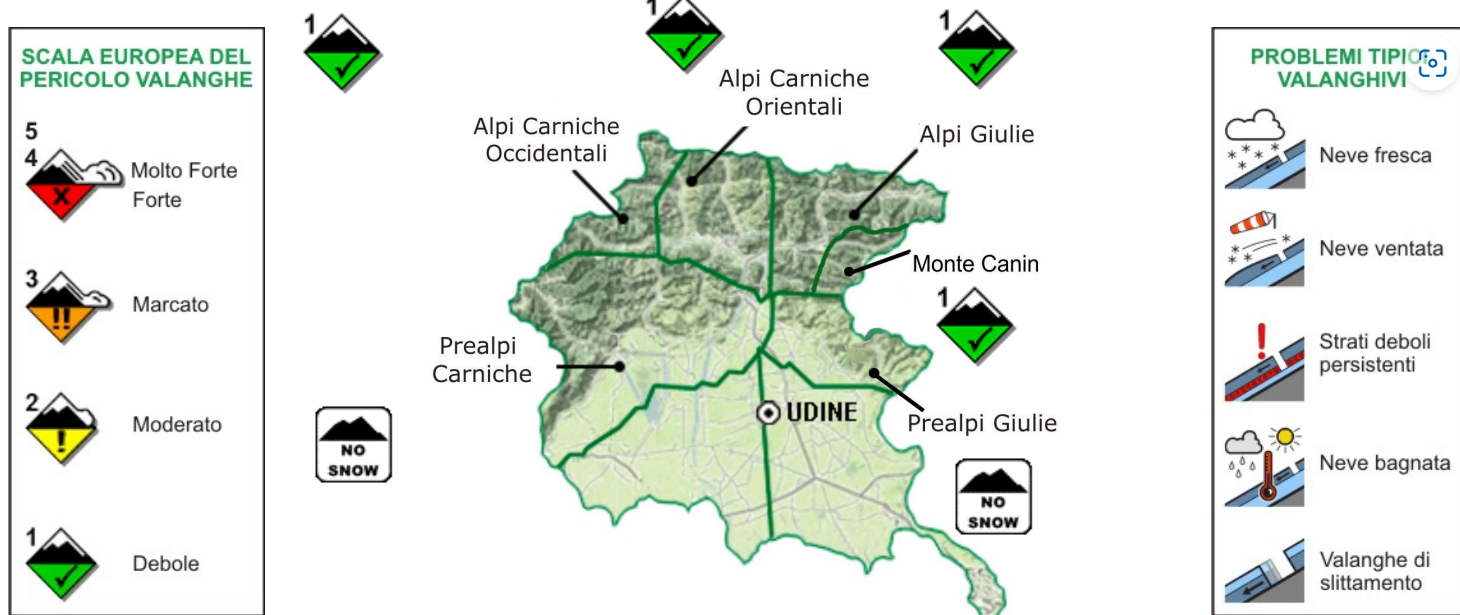 SCALA EUROPEA DEL
PERICOLO VALANGHE
5
4
Molto Forte
Forte
3
Marcato
2
Moderato
1
Debole
1
1
1
Alpi Carniche
Orientali
Alpi Carniche
Occidentali
Alpi Giulie
Monte Canin
1
Prealpi
Carniche
UDINE
Prealpi Giulie
NO
SNOW
NO
SNOW
PROBLEMI TIPICI
VALANGHIVI
Neve fresca
Neve ventata
Strati deboli
persistenti
Neve bagnata
Valanghe di
slittamento